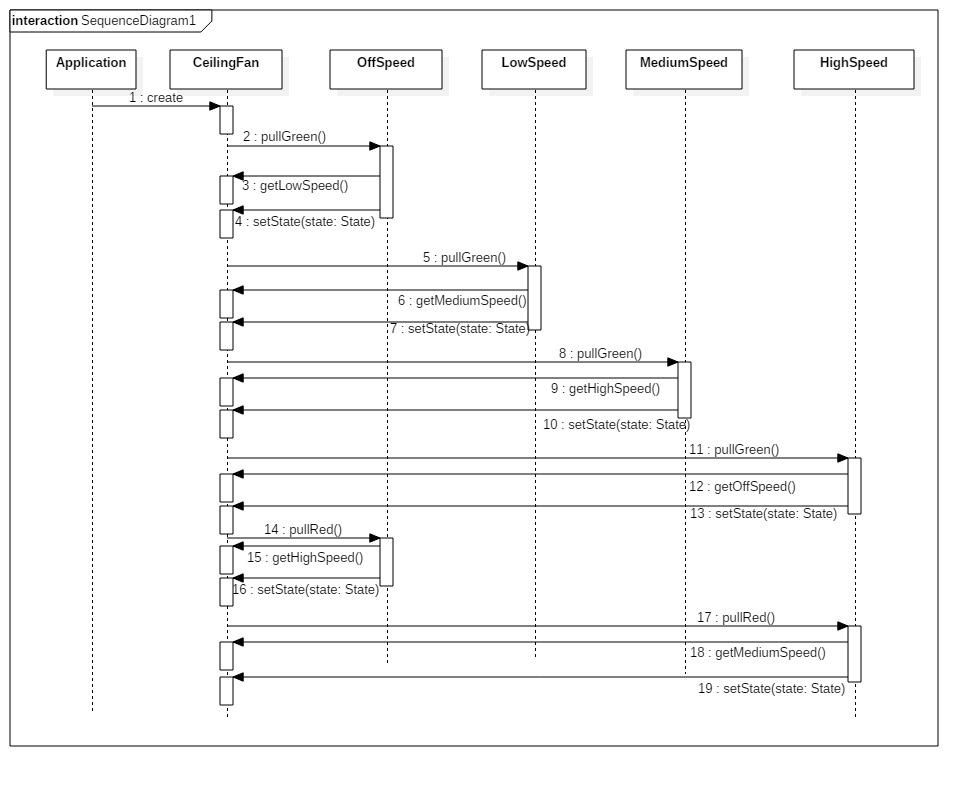 interaction SequenceDiagram1
Application
CeilingFan
OffSpeed
LowSpeed
MediumSpeed
HighSpeed
1 : create
2 : pullGreen()
3 : getLowSpeed()
4 : setState(state: State)
5 : pullGreen()
6 : getMediumSpeed()
7 : setState(state: State)
8 : pullGreen()
9 : getHighSpeed()
10 : setState(state: State)
11 : pullGreen()
12 : getOffSpeed()
13 : setState(state: State)
14 : pullRed()
15 : getHighSpeed()
16 : setState(state: State)
17 : pullRed()
18 : getMediumSpeed()
19 : setState(state: State)